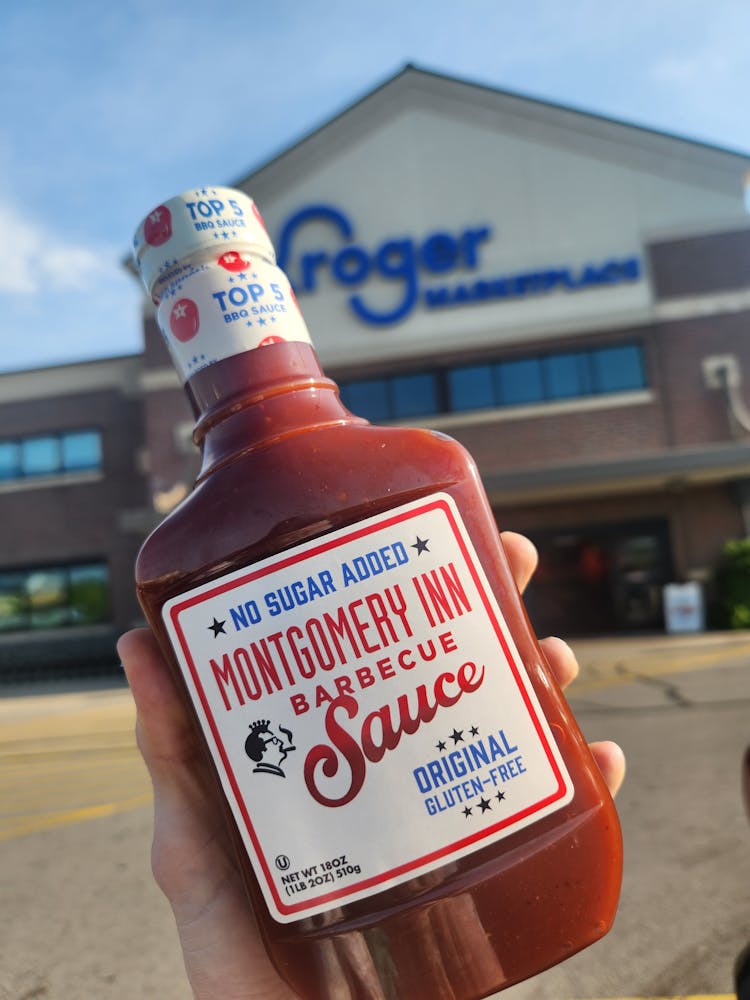 TOP 5
BBQ SAUCE
TOP 5
BBQ SAUCE
Kroger
MARKETPLACE
NO SUGAR ADDED
MONTGOMERY INN
BARBECUE
Sauce
ORIGINAL
GLUTEN-FREE
U
NET WT 18OZ
(1LB 2OZ) 510g